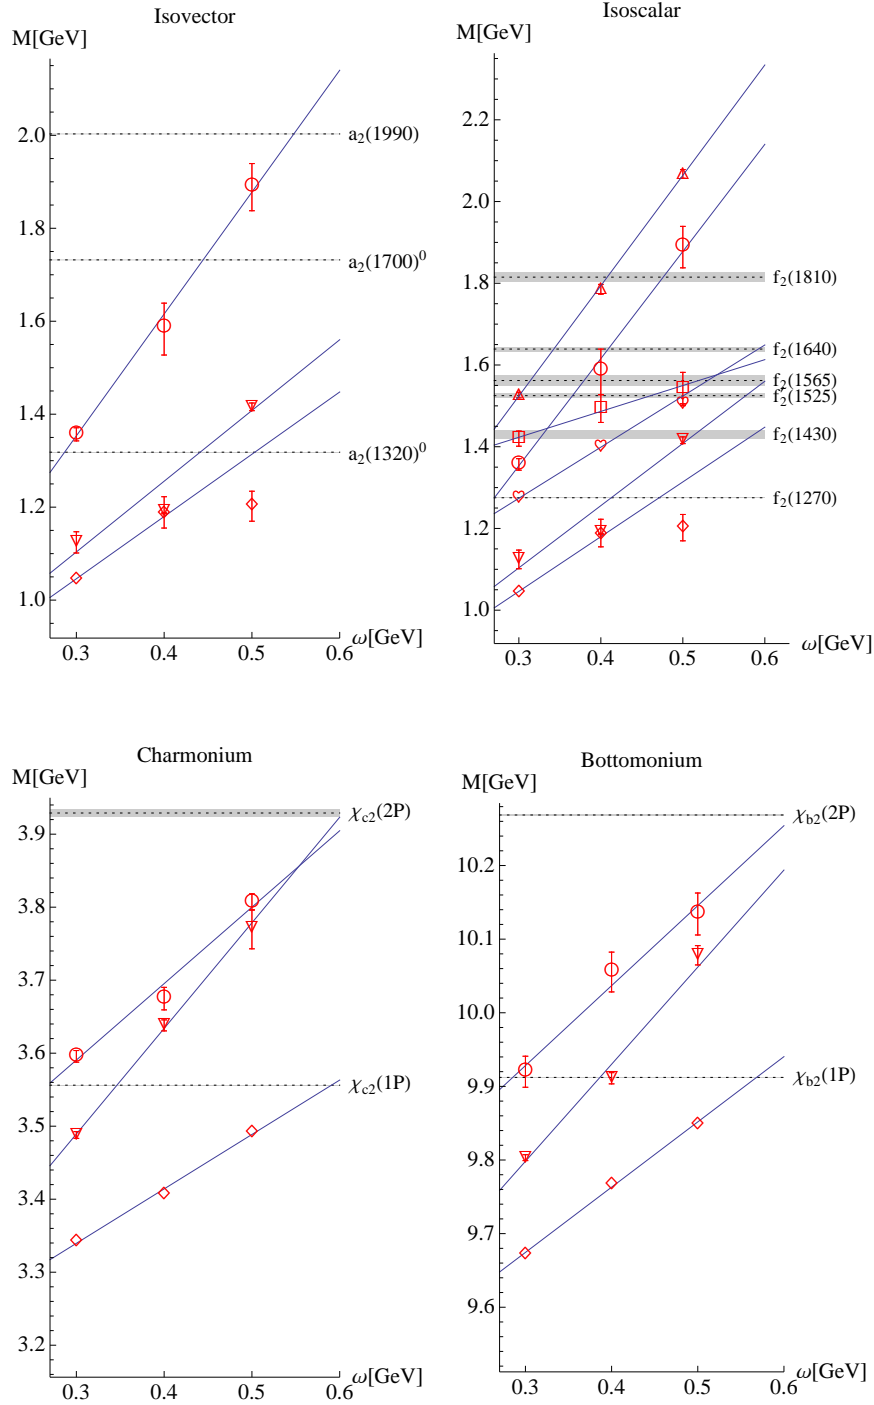 Isovector
M[GeV]
2.0
1.8
1.6
1.4
1.2
1.0
a₂(1990)
a₂(1700)⁰
a₂(1320)⁰
ω[GeV]
0.3 0.4 0.5 0.6
Isoscalar
M[GeV]
2.2
2.0
1.8
1.6
1.4
1.2
1.0
f₂(1810)
f₂(1640)
f₂(1565)
f₂′(1525)
f₂(1430)
f₂(1270)
ω[GeV]
0.3 0.4 0.5 0.6
Charmonium
M[GeV]
3.9
3.8
3.7
3.6
3.5
3.4
3.3
3.2
χc2(2P)
χc2(1P)
ω[GeV]
0.3 0.4 0.5 0.6
Bottomonium
M[GeV]
10.2
10.1
10.0
9.9
9.8
9.7
9.6
χb2(2P)
χb2(1P)
ω[GeV]
0.3 0.4 0.5 0.6